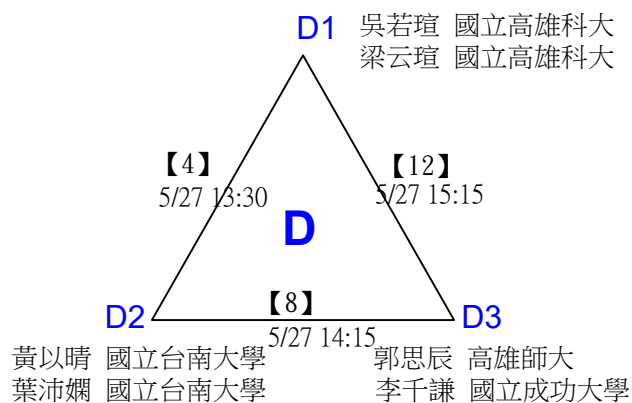 D1
吳若瑄 國立高雄科大
梁云瑄 國立高雄科大
【4】
5/27 13:30
【12】
5/27 15:15
D
D2
【8】
5/27 14:15
D3
黃以晴 國立台南大學
葉沛嫻 國立台南大學
郭思辰 高雄師大
李千謙 國立成功大學